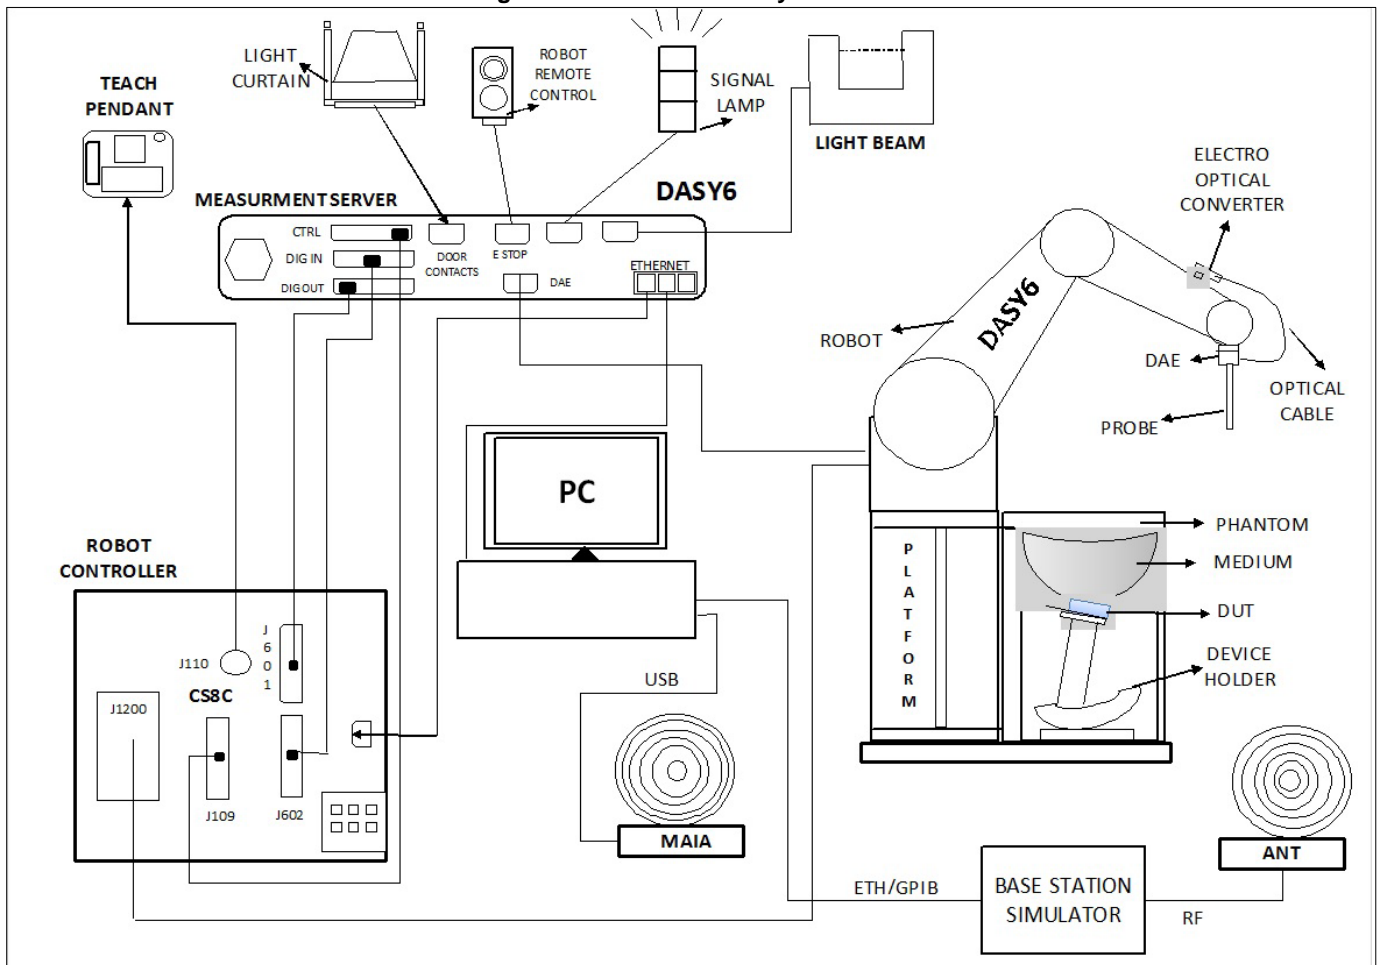 LIGHT
CURTAIN
ROBOT
REMOTE
CONTROL
SIGNAL
LAMP
LIGHT BEAM
TEACH
PENDANT
ELECTRO
OPTICAL
CONVERTER
MEASURMENT SERVER
DASY6
CTRL
DIG IN
DIG OUT
DOOR
CONTACTS
E STOP
DAE
ETHERNET
ROBOT
DASY6
DAE
OPTICAL
CABLE
PROBE
PC
PHANTOM
MEDIUM
DUT
DEVICE
HOLDER
PLATFORM
ROBOT
CONTROLLER
J110
J601
CS8C
J1200
J109
J602
USB
MAIA
ETH/GPIB
BASE STATION
SIMULATOR
RF
ANT